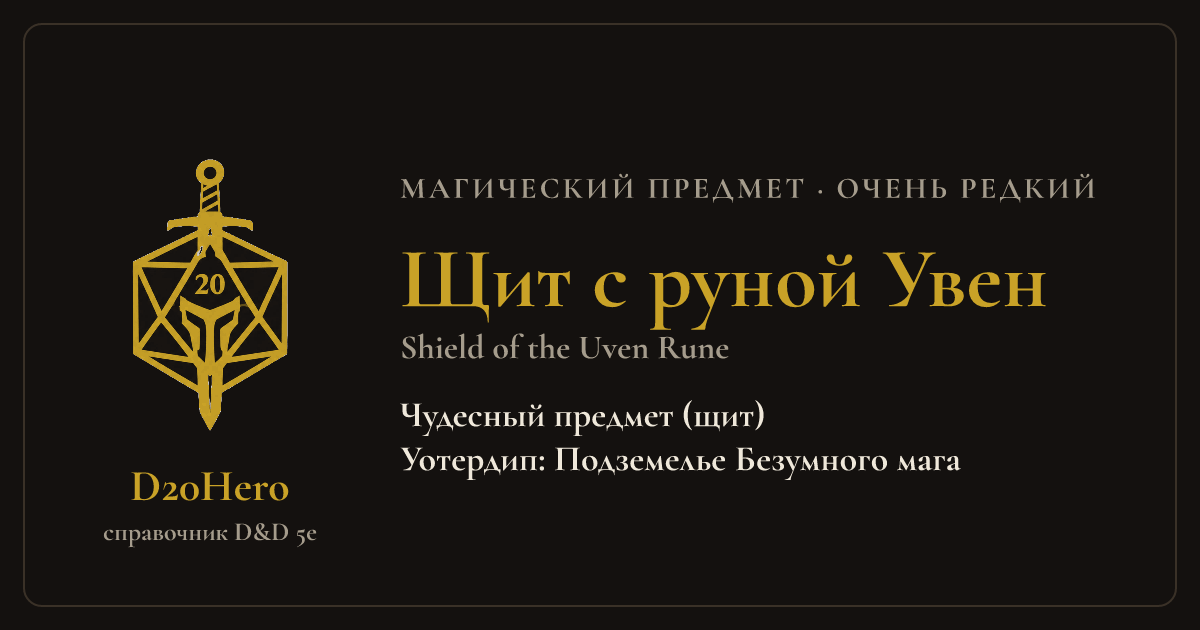 20
D20Hero
справочник D&D 5e
МАГИЧЕСКИЙ ПРЕДМЕТ · ОЧЕНЬ РЕДКИЙ
Щит с руной Увен
Shield of the Uven Rune
Чудесный предмет (щит)
Уотердип: Подземелье Безумного мага